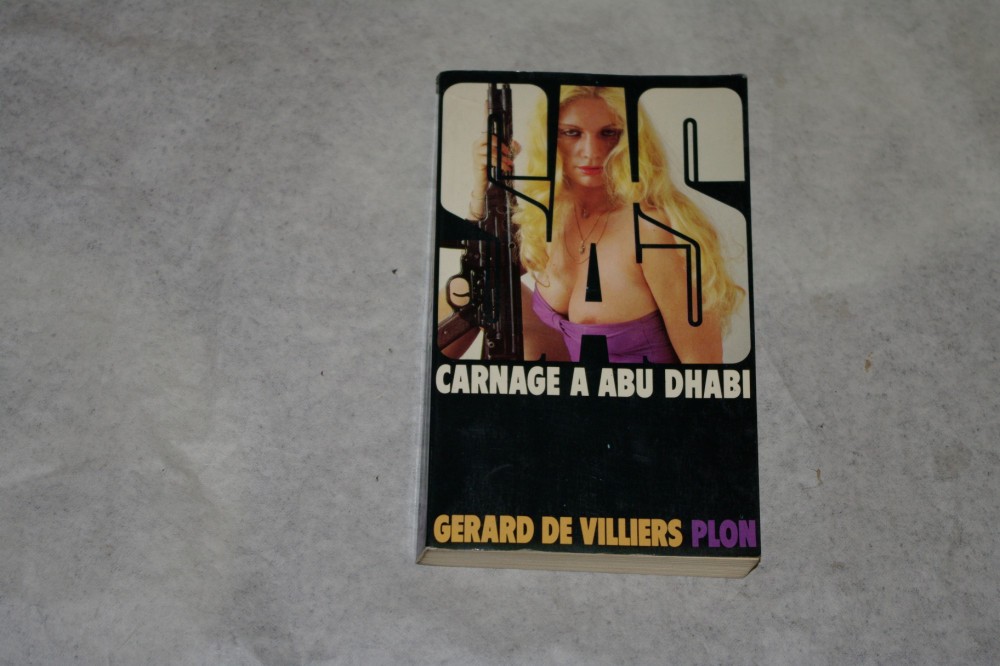 SAS
CARNAGE A ABU DHABI
GERARD DE VILLIERS PLON